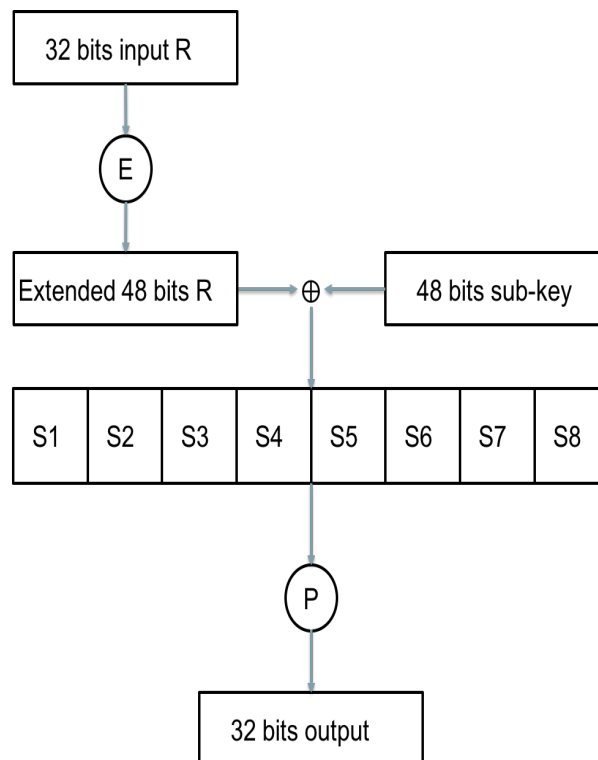 32 bits input R
E
Extended 48 bits R ⊕ 48 bits sub-key
S1 S2 S3 S4 S5 S6 S7 S8
P
32 bits output